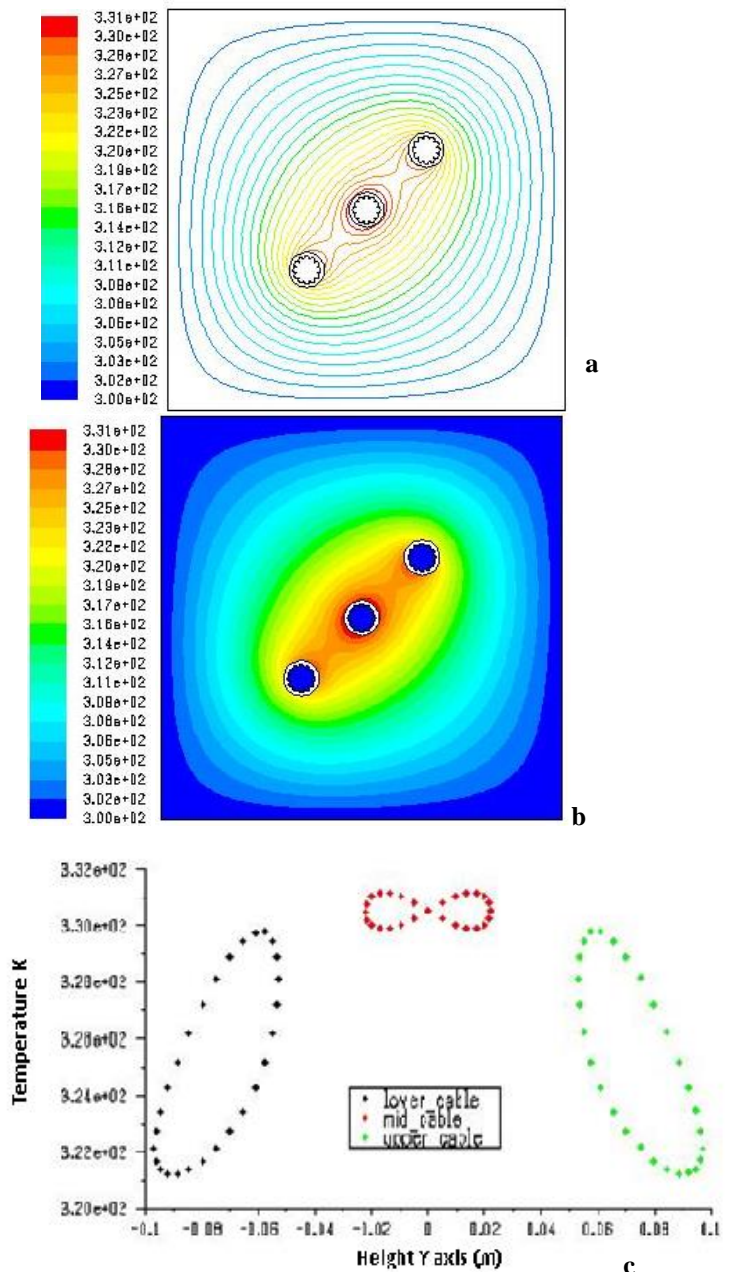 3.31e+02
3.30e+02
3.28e+02
3.27e+02
3.25e+02
3.23e+02
3.22e+02
3.20e+02
3.19e+02
3.17e+02
3.16e+02
3.14e+02
3.12e+02
3.11e+02
3.09e+02
3.08e+02
3.06e+02
3.05e+02
3.03e+02
3.02e+02
3.00e+02
a
3.31e+02
3.30e+02
3.28e+02
3.27e+02
3.25e+02
3.23e+02
3.22e+02
3.20e+02
3.19e+02
3.17e+02
3.16e+02
3.14e+02
3.12e+02
3.11e+02
3.09e+02
3.08e+02
3.06e+02
3.05e+02
3.03e+02
3.02e+02
3.00e+02
b
Temperature K
3.32e+02
3.30e+02
3.28e+02
3.26e+02
3.24e+02
3.22e+02
3.20e+02
lover_cable
mid_cable
upper_cable
-0.1 -0.08 -0.06 -0.04 -0.02 0 0.02 0.04 0.06 0.08 0.1
Height Y axis (m)
c